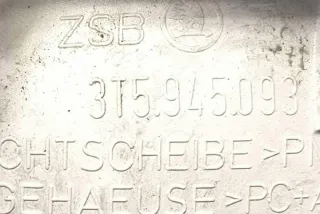 ZSB
3T5.945.093
CHTSCHEIBE >P
GEHAEUSE >PC+A